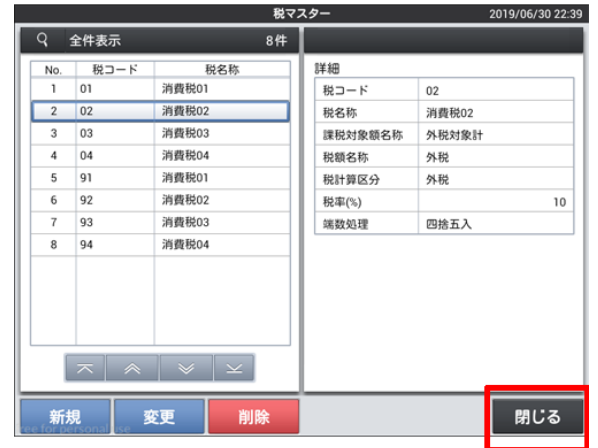 税マスター 2019/06/30 22:39
全件表示 8件
No. 税コード 税名称
1 01 消費税01
2 02 消費税02
3 03 消費税03
4 04 消費税04
5 91 消費税01
6 92 消費税02
7 93 消費税03
8 94 消費税04
詳細
税コード 02
税名称 消費税02
課税対象額名称 外税対象計
税額名称 外税
税計算区分 外税
税率(%) 10
端数処理 四捨五入
新規 変更 削除 閉じる
ree for personal use